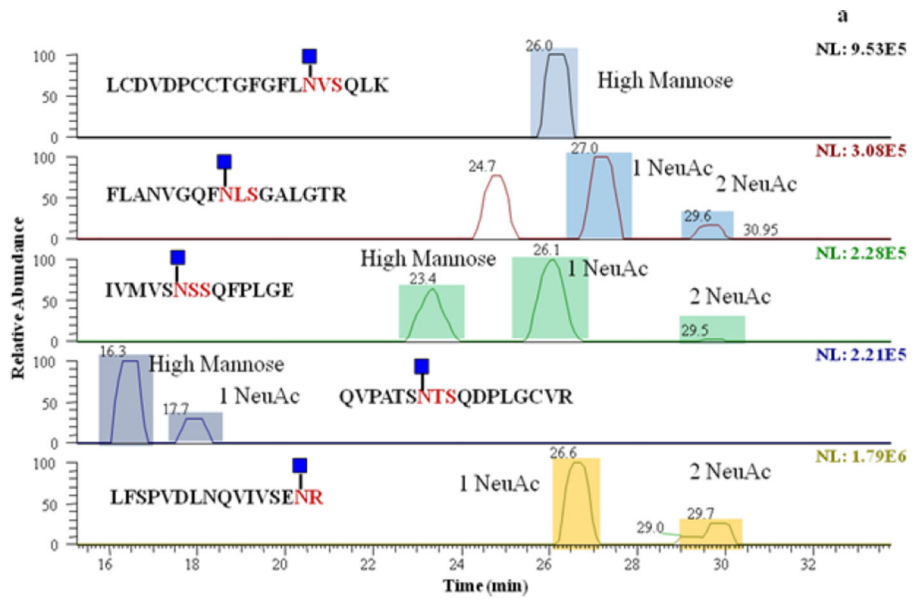 a
NL: 9.53E5
100
26.0
High Mannose
LCDVDPCCTGFGFLNVSQLK
50
0
NL: 3.08E5
100
27.0
1 NeuAc
24.7
2 NeuAc
FLANVGQFNLSGALGTR
50
29.6
30.95
0
NL: 2.28E5
100
High Mannose
26.1
1 NeuAc
23.4
IVMVSNSSQFPLGE
2 NeuAc
50
29.5
0
NL: 2.21E5
100
16.3
High Mannose
1 NeuAc
QVPATSNTSQDPLGCVR
50
17.7
0
NL: 1.79E6
100
26.6
2 NeuAc
1 NeuAc
LFSPVDLNQVIVSENR
50
29.7
29.0
0
Relative Abundance
16 18 20 22 24 26 28 30 32
Time (min)